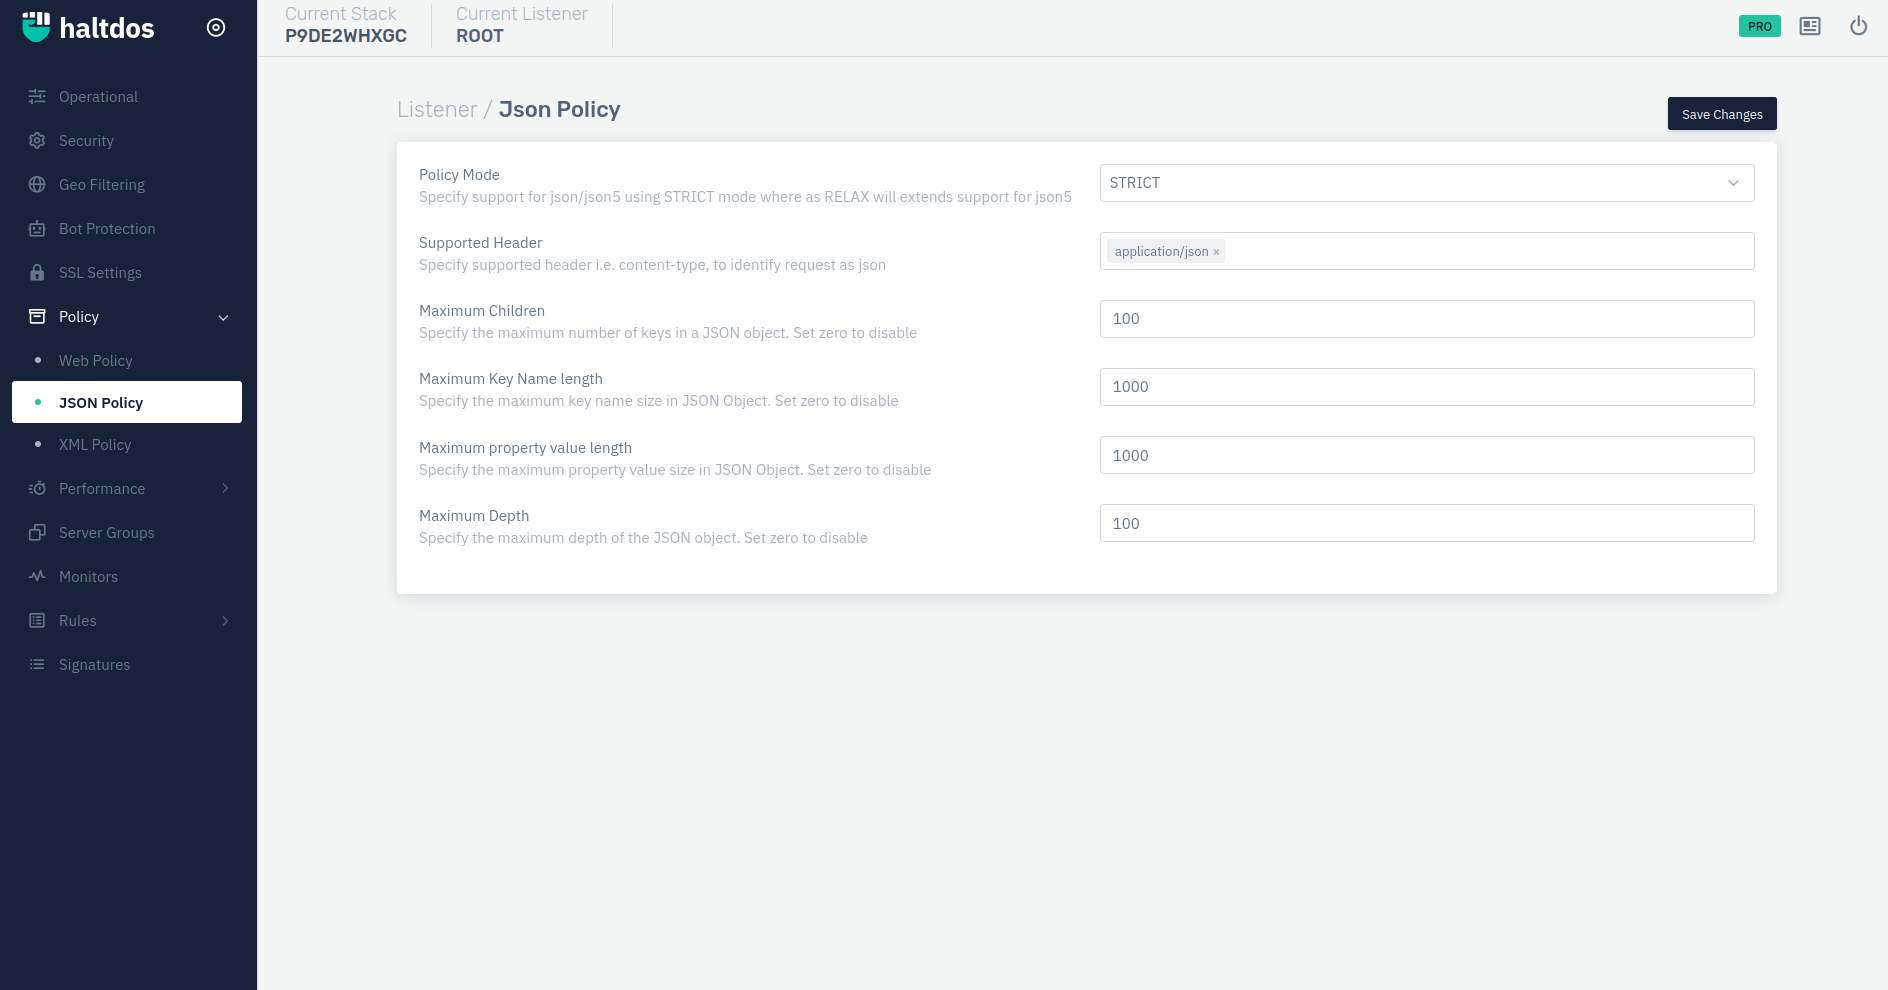 haltdos
Current Stack
P9DE2WHXGC
Current Listener
ROOT
PRO
Operational
Security
Geo Filtering
Bot Protection
SSL Settings
Policy
Web Policy
JSON Policy
XML Policy
Performance
Server Groups
Monitors
Rules
Signatures
Listener / Json Policy
Save Changes
Policy Mode
Specify support for json/json5 using STRICT mode where as RELAX will extends support for json5
STRICT
Supported Header
Specify supported header i.e. content-type, to identify request as json
application/json ×
Maximum Children
Specify the maximum number of keys in a JSON object. Set zero to disable
100
Maximum Key Name length
Specify the maximum key name size in JSON Object. Set zero to disable
1000
Maximum property value length
Specify the maximum property value size in JSON Object. Set zero to disable
1000
Maximum Depth
Specify the maximum depth of the JSON object. Set zero to disable
100